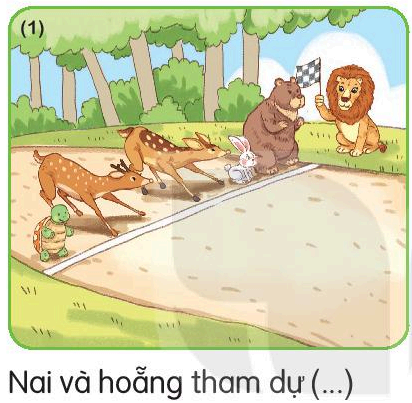 (1)
Nai và hoẵng tham dự (...)